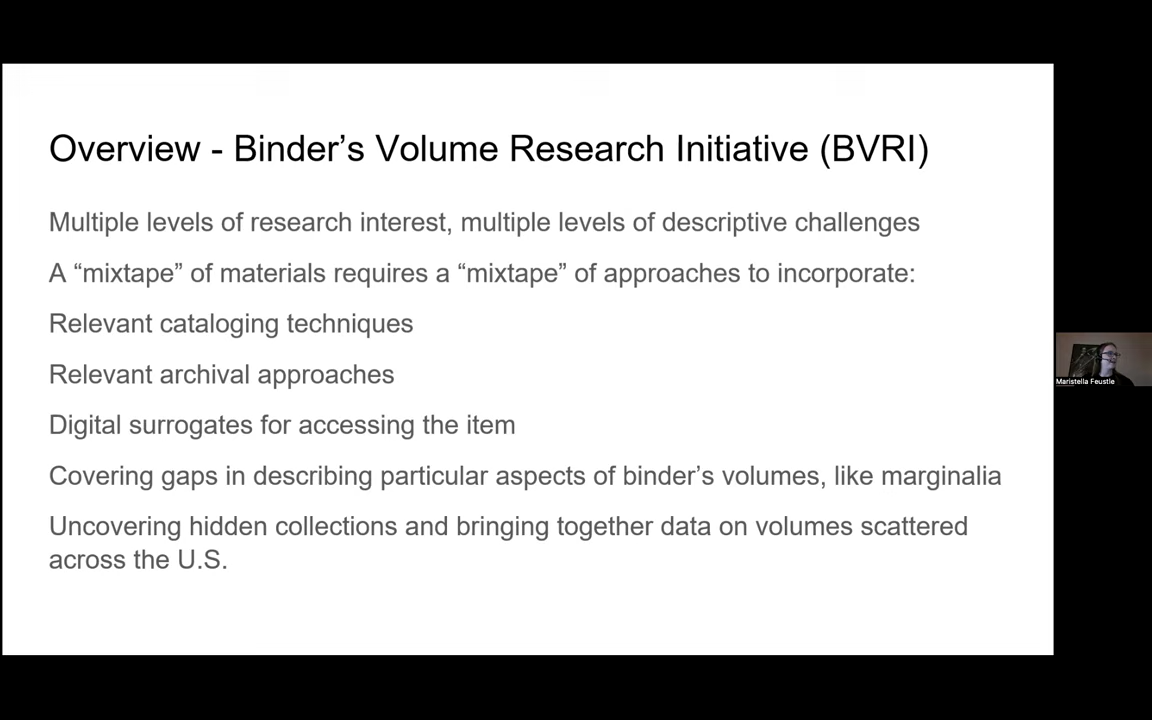 Overview - Binder’s Volume Research Initiative (BVRI)
Multiple levels of research interest, multiple levels of descriptive challenges
A “mixtape” of materials requires a “mixtape” of approaches to incorporate:
Relevant cataloging techniques
Relevant archival approaches
Digital surrogates for accessing the item
Covering gaps in describing particular aspects of binder’s volumes, like marginalia
Uncovering hidden collections and bringing together data on volumes scattered
across the U.S.
Maristella Feustle